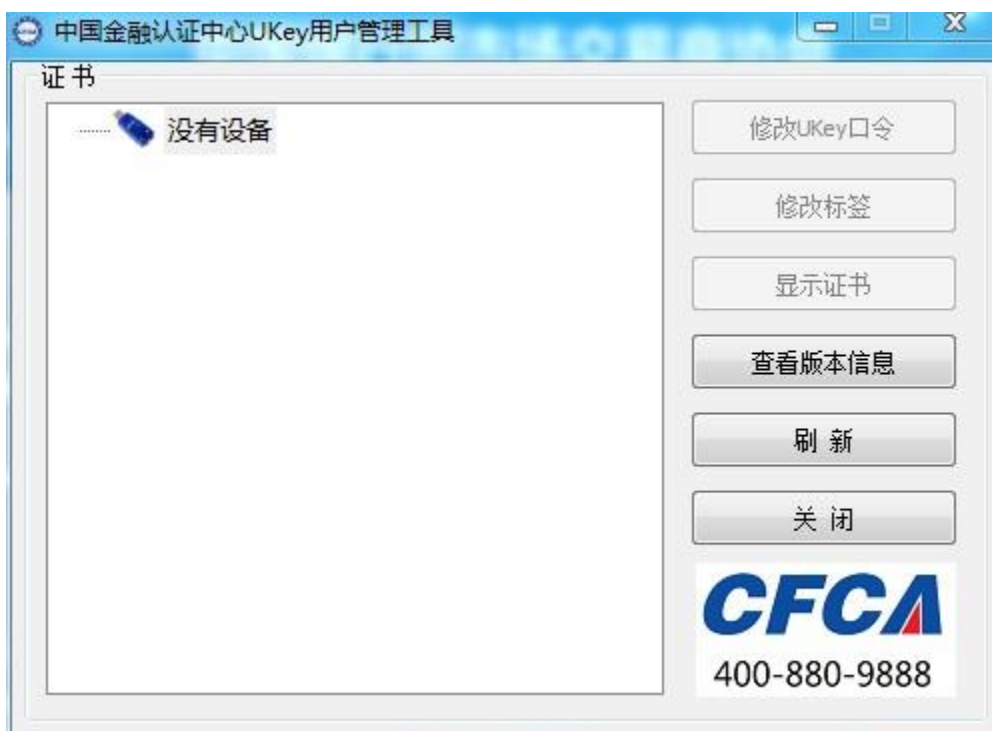 中国金融认证中心UKey用户管理工具
证书
没有设备
修改UKey口令
修改标签
显示证书
查看版本信息
刷 新
关 闭
CFCA
400-880-9888